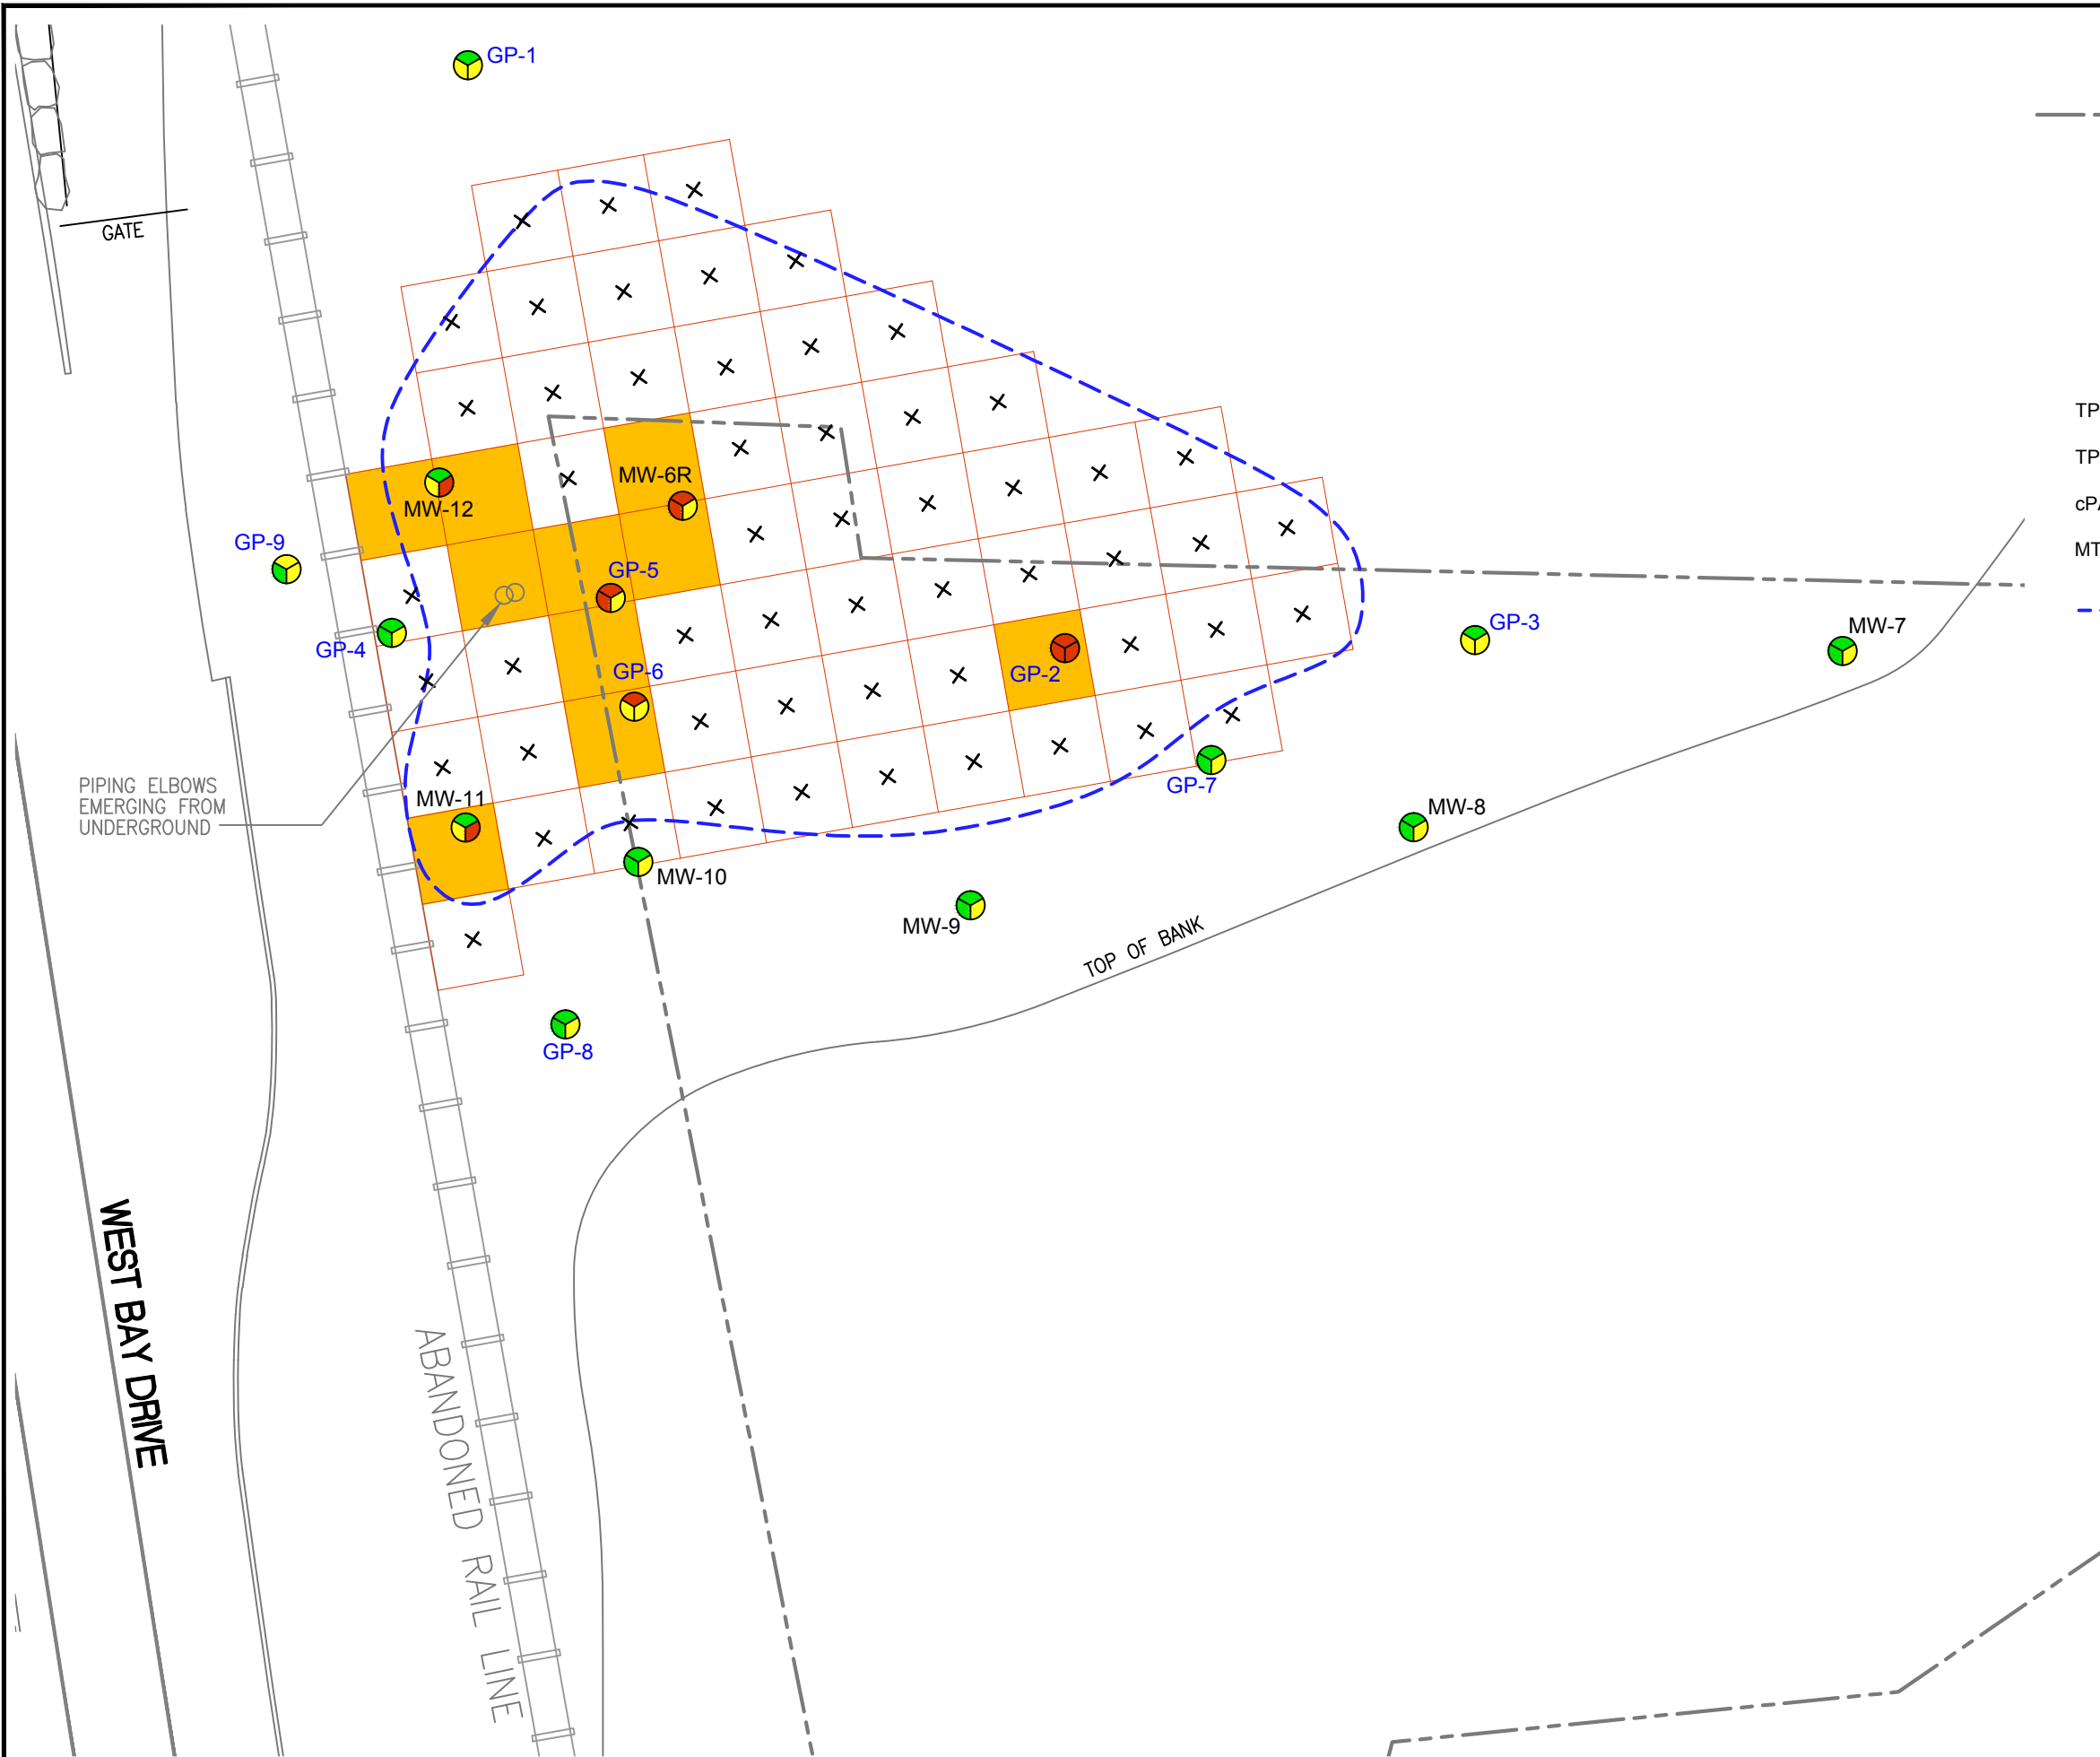 GP-1
GATE
TP
MW-6R
TP
MW-12
cPA
GP-9
GP-5
MT
GP-4
GP-3
MW-7
GP-6
GP-2
PIPING ELBOWS
EMERGING FROM
UNDERGROUND
MW-11
GP-7
MW-8
MW-10
MW-9
TOP OF BANK
GP-8
WEST BAY DRIVE
ABANDONED RAIL LINE